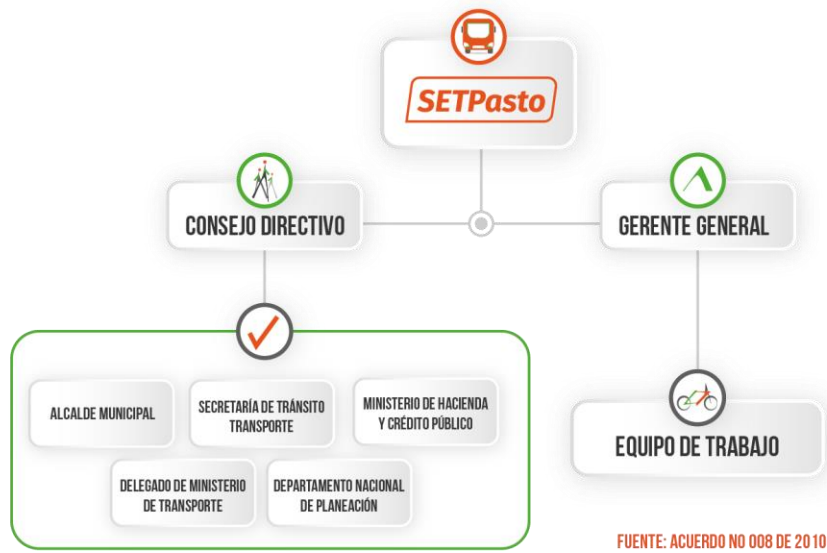 SETPasto
CONSEJO DIRECTIVO
GERENTE GENERAL
ALCALDE MUNICIPAL
SECRETARÍA DE TRÁNSITO
TRANSPORTE
MINISTERIO DE HACIENDA
Y CRÉDITO PÚBLICO
DELEGADO DE MINISTERIO
DE TRANSPORTE
DEPARTAMENTO NACIONAL
DE PLANEACIÓN
EQUIPO DE TRABAJO
FUENTE: ACUERDO NO 008 DE 2010